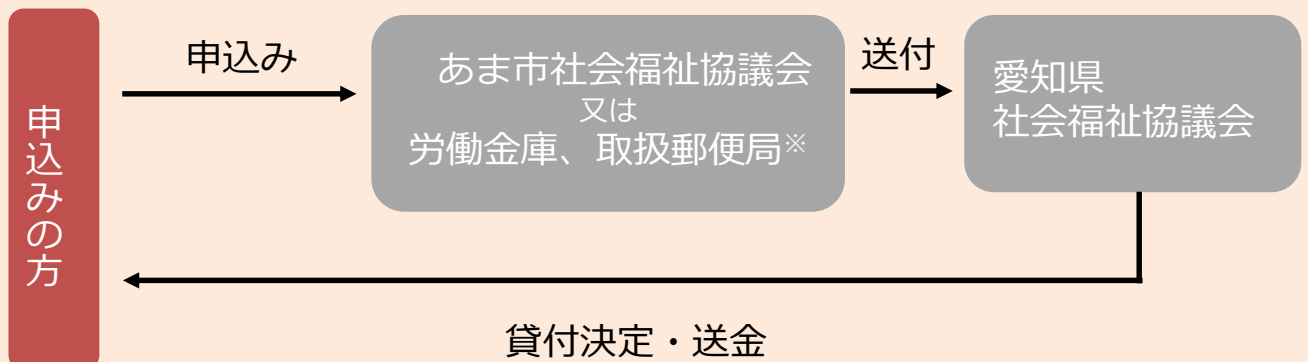 申込みの方
申込み
あま市社会福祉協議会
又は
労働金庫、取扱郵便局※
送付
愛知県
社会福祉協議会
貸付決定・送金